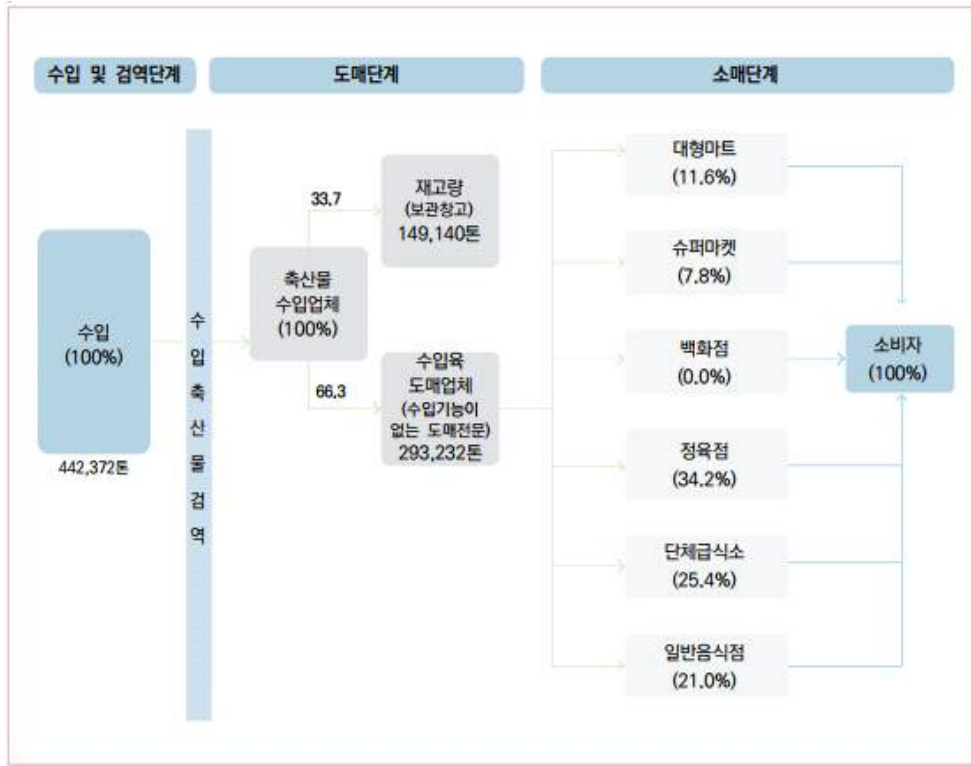 수입 및 검역단계
도매단계
소매단계
수입
(100%)
442,372톤
수
입
축
산
물
검
역
축산물
수입업체
(100%)
33.7
66.3
재고량
(보관창고)
149,140톤
수입육
도매업체
(수입기능이
없는 도매전문)
293,232톤
대형마트
(11.6%)
슈퍼마켓
(7.8%)
백화점
(0.0%)
정육점
(34.2%)
단체급식소
(25.4%)
일반음식점
(21.0%)
소비자
(100%)